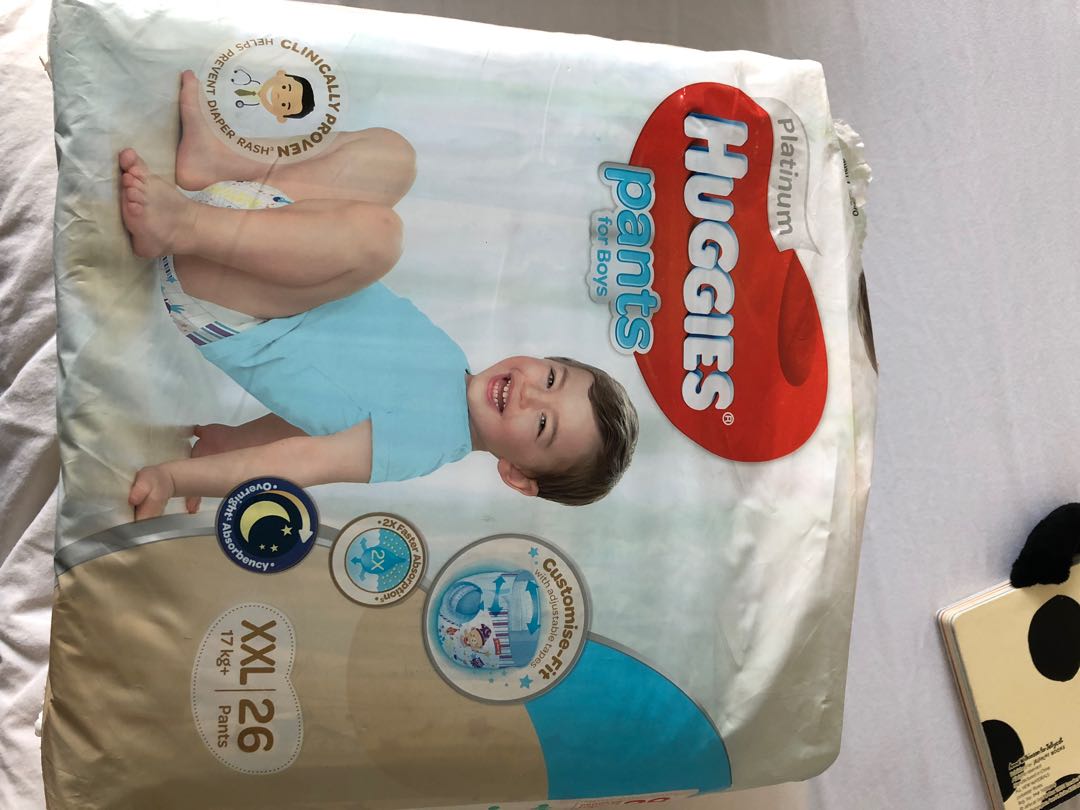 Platinum
HUGGIES®
pants
for Boys
CLINICALLY PROVEN
HELPS PREVENT DIAPER RASH³
Customise-Fit
with adjustable tapes
•2X Faster Absorption•
2X
•Overnight Absorbency•
XXL | 26
17 kg+ Pants